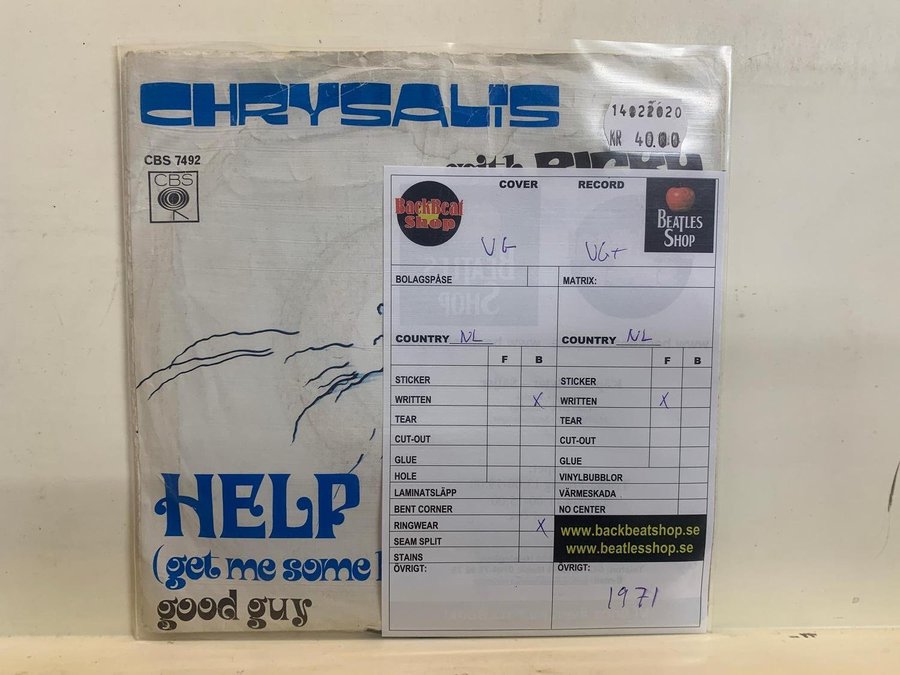 CHRYSALIS
14022020
KR 40.00
CBS 7492
with
CBS
HELP
(get me some
good guy
COVER
RECORD
BackBeat
Shop
BEATLES
SHOP
VG
VG+
BOLAGSPÅSE
MATRIX:
COUNTRY NL
COUNTRY NL
F B
F B
STICKER
STICKER
WRITTEN X
WRITTEN X
TEAR
TEAR
CUT-OUT
CUT-OUT
GLUE
GLUE
HOLE
VINYLBUBBLOR
LAMINATSLÄPP
VÄRMESKADA
BENT CORNER
NO CENTER
RINGWEAR X
SEAM SPLIT
STAINS
www.backbeatshop.se
www.beatlesshop.se
ÖVRIGT:
ÖVRIGT:
1971